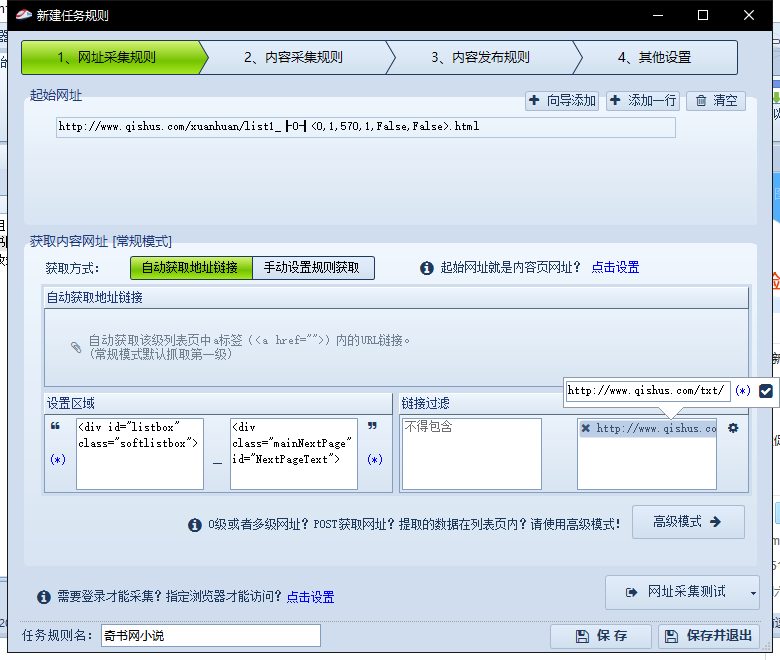 新建任务规则
1、网址采集规则
2、内容采集规则
3、内容发布规则
4、其他设置
起始网址
向导添加
添加一行
清空
http://www.qishus.com/xuanhuan/list1_├0┤<0,1,570,1,False,False>.html
获取内容网址 [常规模式]
获取方式:
自动获取地址链接
手动设置规则获取
起始网址就是内容页网址? 点击设置
自动获取地址链接
自动获取该级列表页中a标签（<a href="">）内的URL链接。
(常规模式默认抓取第一级)
http://www.qishus.com/txt/
(*)
设置区域
链接过滤
<div id="listbox"
class="softlistbox">
(*)
—
<div
class="mainNextPage"
id="NextPageText">
(*)
不得包含
http://www.qishus.co
0级或者多级网址? POST获取网址? 提取的数据在列表页内? 请使用高级模式!
高级模式
需要登录才能采集? 指定浏览器才能访问? 点击设置
网址采集测试
任务规则名:
奇书网小说
保 存
保存并退出